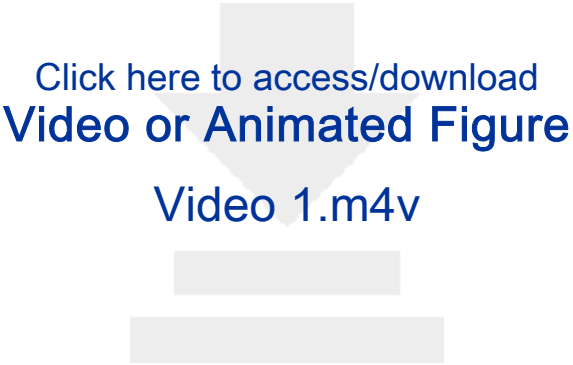 Click here to access/download
Video or Animated Figure
Video 1.m4v